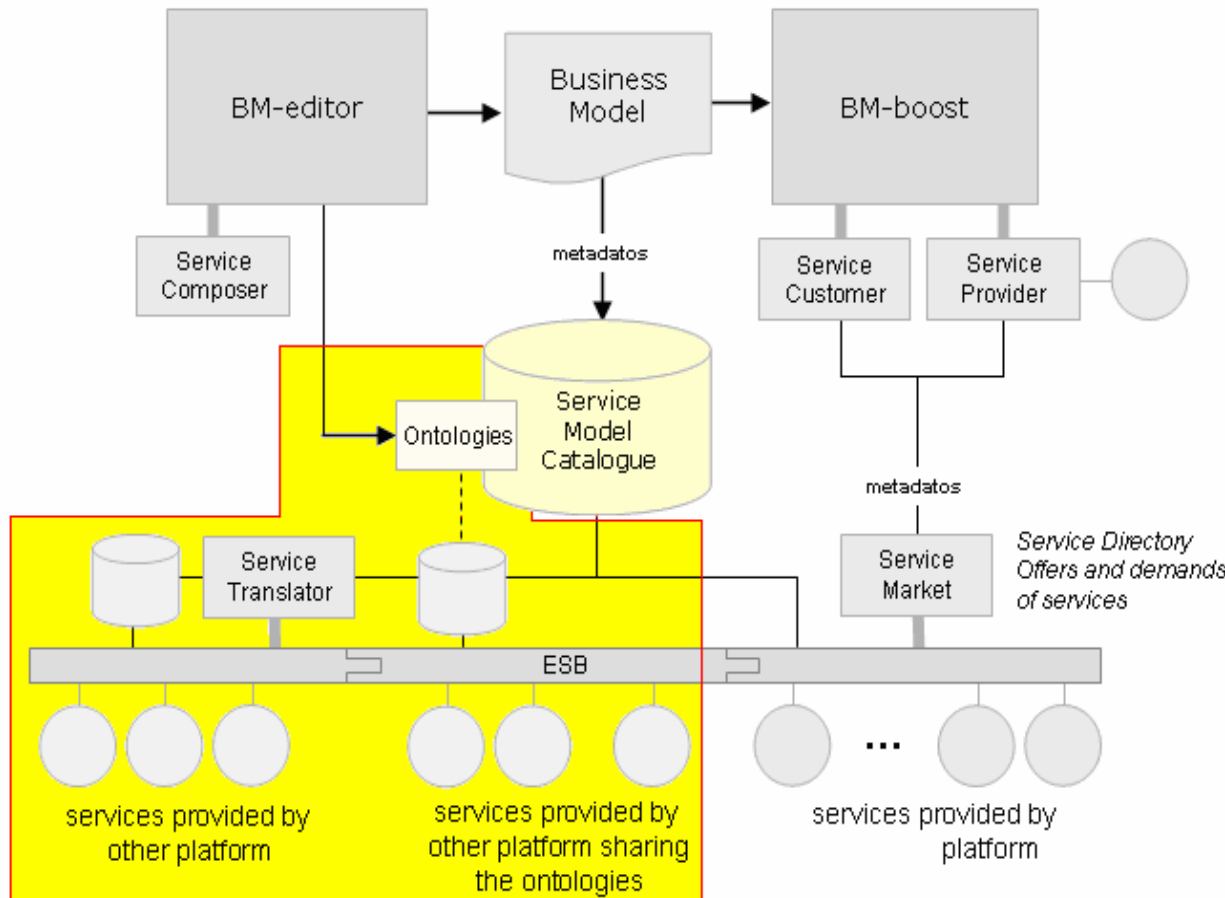 BM-editor
Business
Model
BM-boost
Service
Composer
metadatos
Service
Customer
Service
Provider
Ontologies
Service
Model
Catalogue
metadatos
Service
Translator
Service
Market
Service Directory
Offers and demands
of services
ESB
...
services provided by
other platform
services provided by
other platform sharing
the ontologies
services provided by
platform